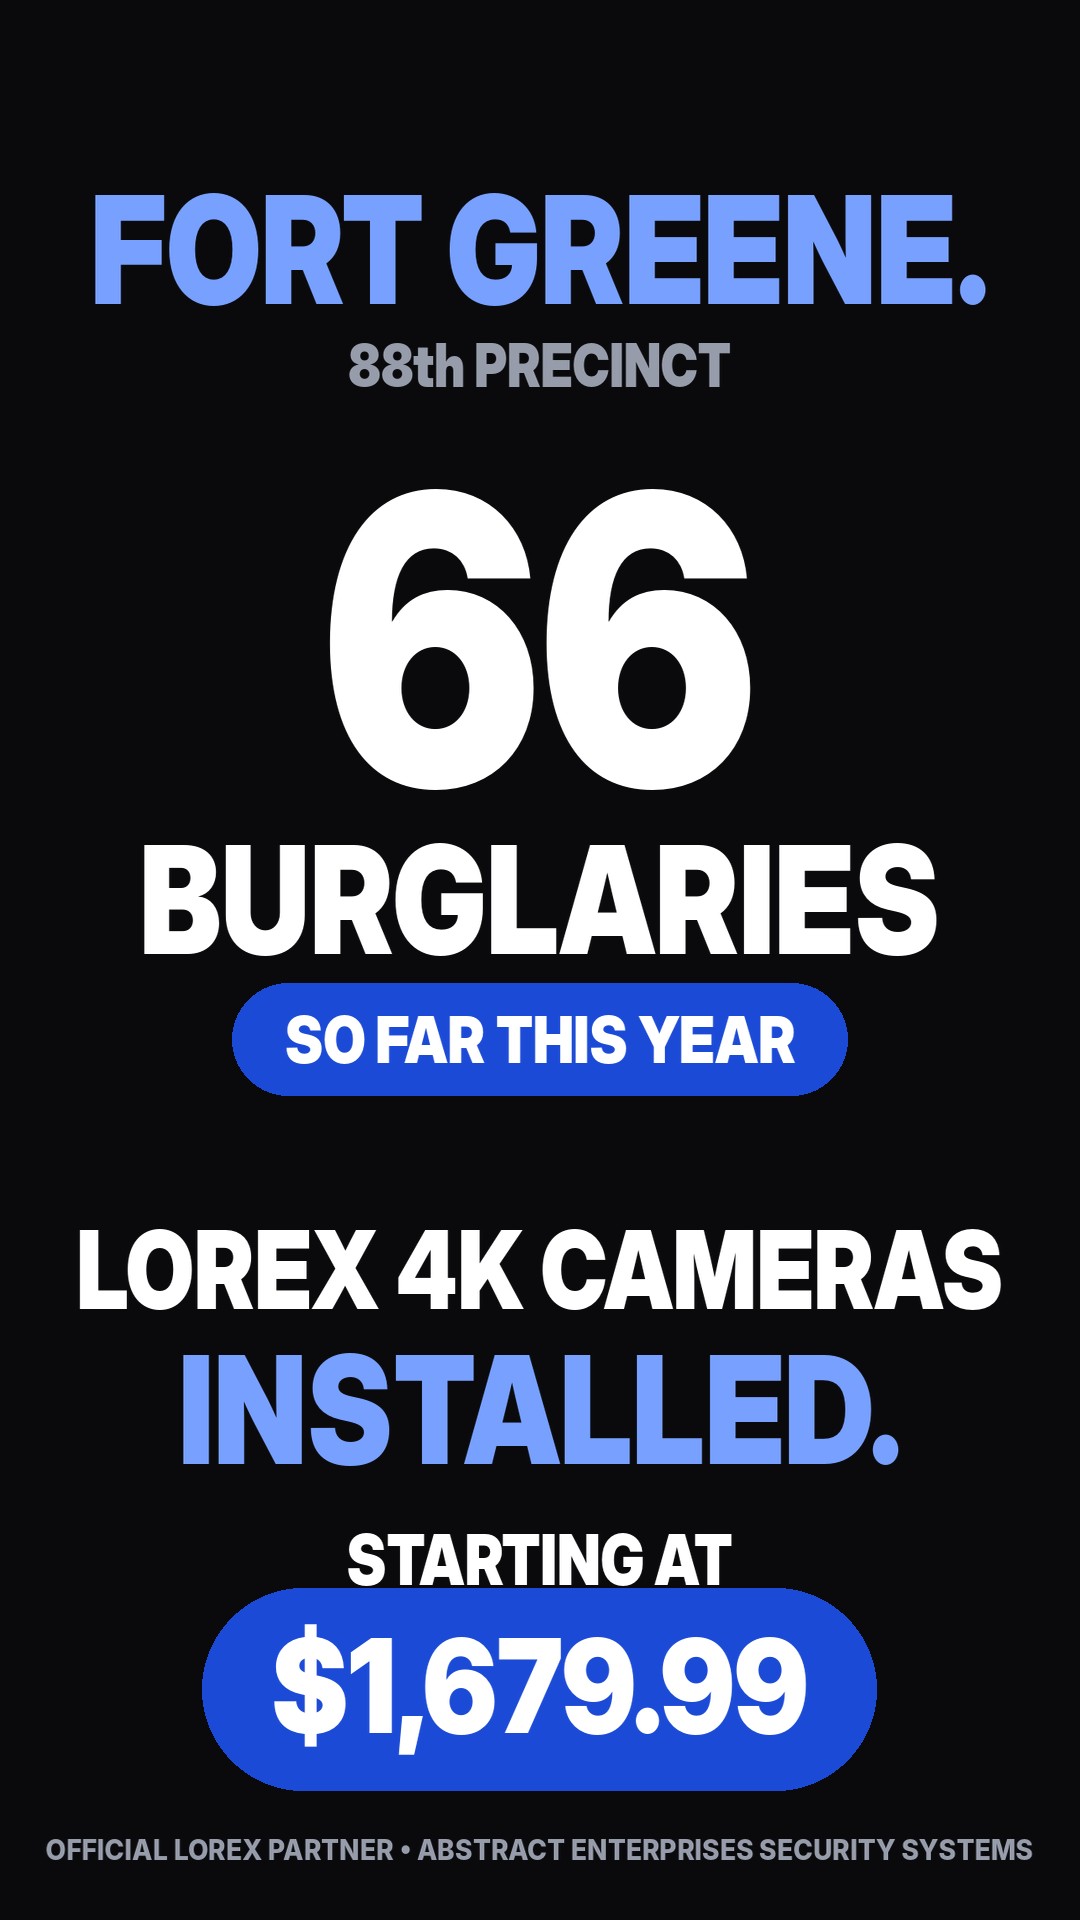 FORT GREENE.
88th PRECINCT
66
BURGLARIES
SO FAR THIS YEAR
LOREX 4K CAMERAS
INSTALLED.
STARTING AT
$1,679.99
OFFICIAL LOREX PARTNER • ABSTRACT ENTERPRISES SECURITY SYSTEMS